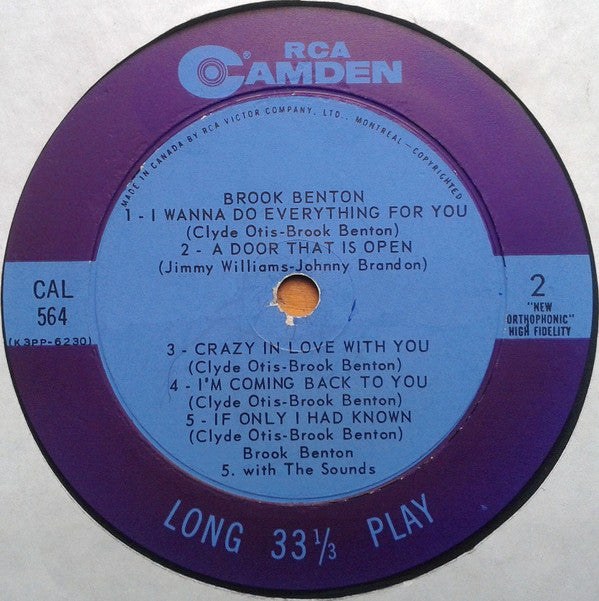 RCA
CAMDEN
®
MADE IN CANADA BY RCA VICTOR COMPANY, LTD. MONTREAL — COPYRIGHTED
BROOK BENTON
1 - I WANNA DO EVERYTHING FOR YOU
(Clyde Otis-Brook Benton)
2 - A DOOR THAT IS OPEN
(Jimmy Williams-Johnny Brandon)
CAL
564
(K3PP-6230)
2
"NEW
ORTHOPHONIC"
HIGH FIDELITY
3 - CRAZY IN LOVE WITH YOU
(Clyde Otis-Brook Benton)
4 - I'M COMING BACK TO YOU
(Clyde Otis-Brook Benton)
5 - IF ONLY I HAD KNOWN
(Clyde Otis-Brook Benton)
Brook Benton
5. with The Sounds
LONG 33⅓ PLAY